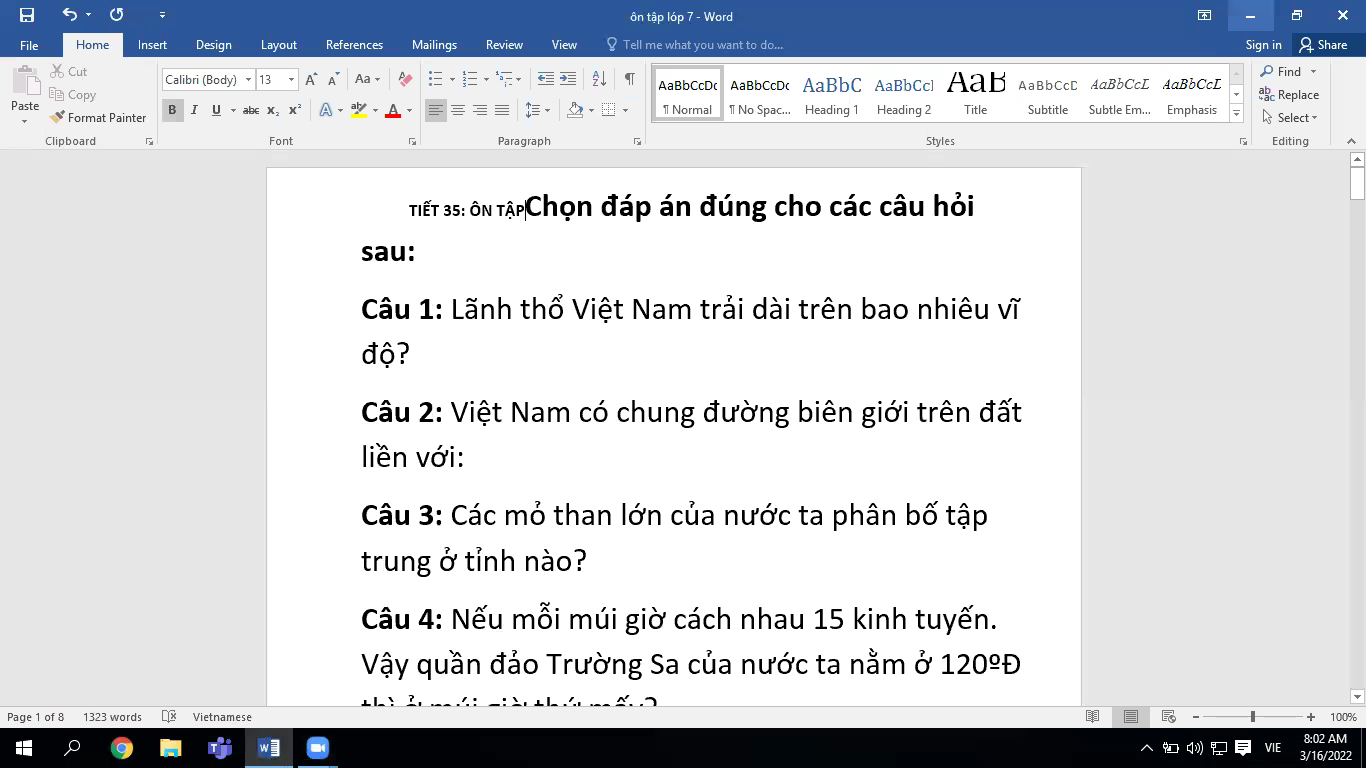 ôn tập lóp 7 - Word
File Home Insert Design Layout References Mailings Review View Tell me what you want to do... Sign in Share
Paste Cut Copy Format Painter
Calibri (Body) 13
AaBbCcDc AaBbCcDc AaBbC AaBbCcI AaB AaBbCcD AaBbCcL AaBbCcL
¶ Normal ¶ No Spac... Heading 1 Heading 2 Title Subtitle Subtle Em... Emphasis
Find Replace Select
Clipboard Font Paragraph Styles Editing
TIẾT 35: ÔN TẬPChọn đáp án đúng cho các câu hỏi
sau:
Câu 1: Lãnh thổ Việt Nam trải dài trên bao nhiêu vĩ
độ?
Câu 2: Việt Nam có chung đường biên giới trên đất
liền với:
Câu 3: Các mỏ than lớn của nước ta phân bố tập
trung ở tỉnh nào?
Câu 4: Nếu mỗi múi giờ cách nhau 15 kinh tuyến.
Vậy quần đảo Trường Sa của nước ta nằm ở 120ºĐ
thì ở múi giờ thứ mấy?
Page 1 of 8 1323 words Vietnamese 100%
VIE 8:02 AM
3/16/2022